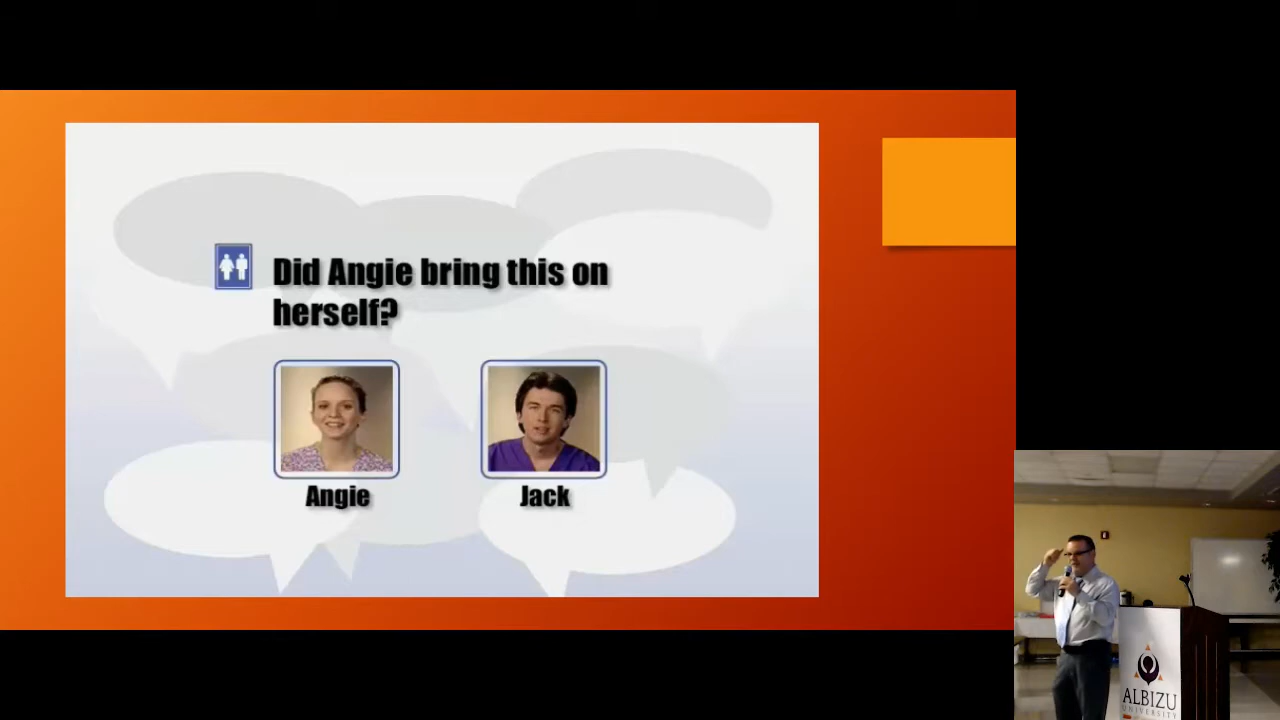 Did Angie bring this on
herself?
Angie
Jack
ALBIZU
UNIVERSITY